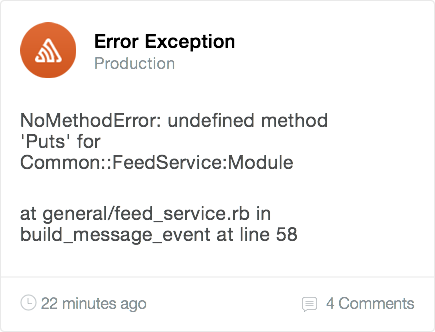 Error Exception
Production
NoMethodError: undefined method
'Puts' for
Common::FeedService:Module
at general/feed_service.rb in
build_message_event at line 58
22 minutes ago
4 Comments